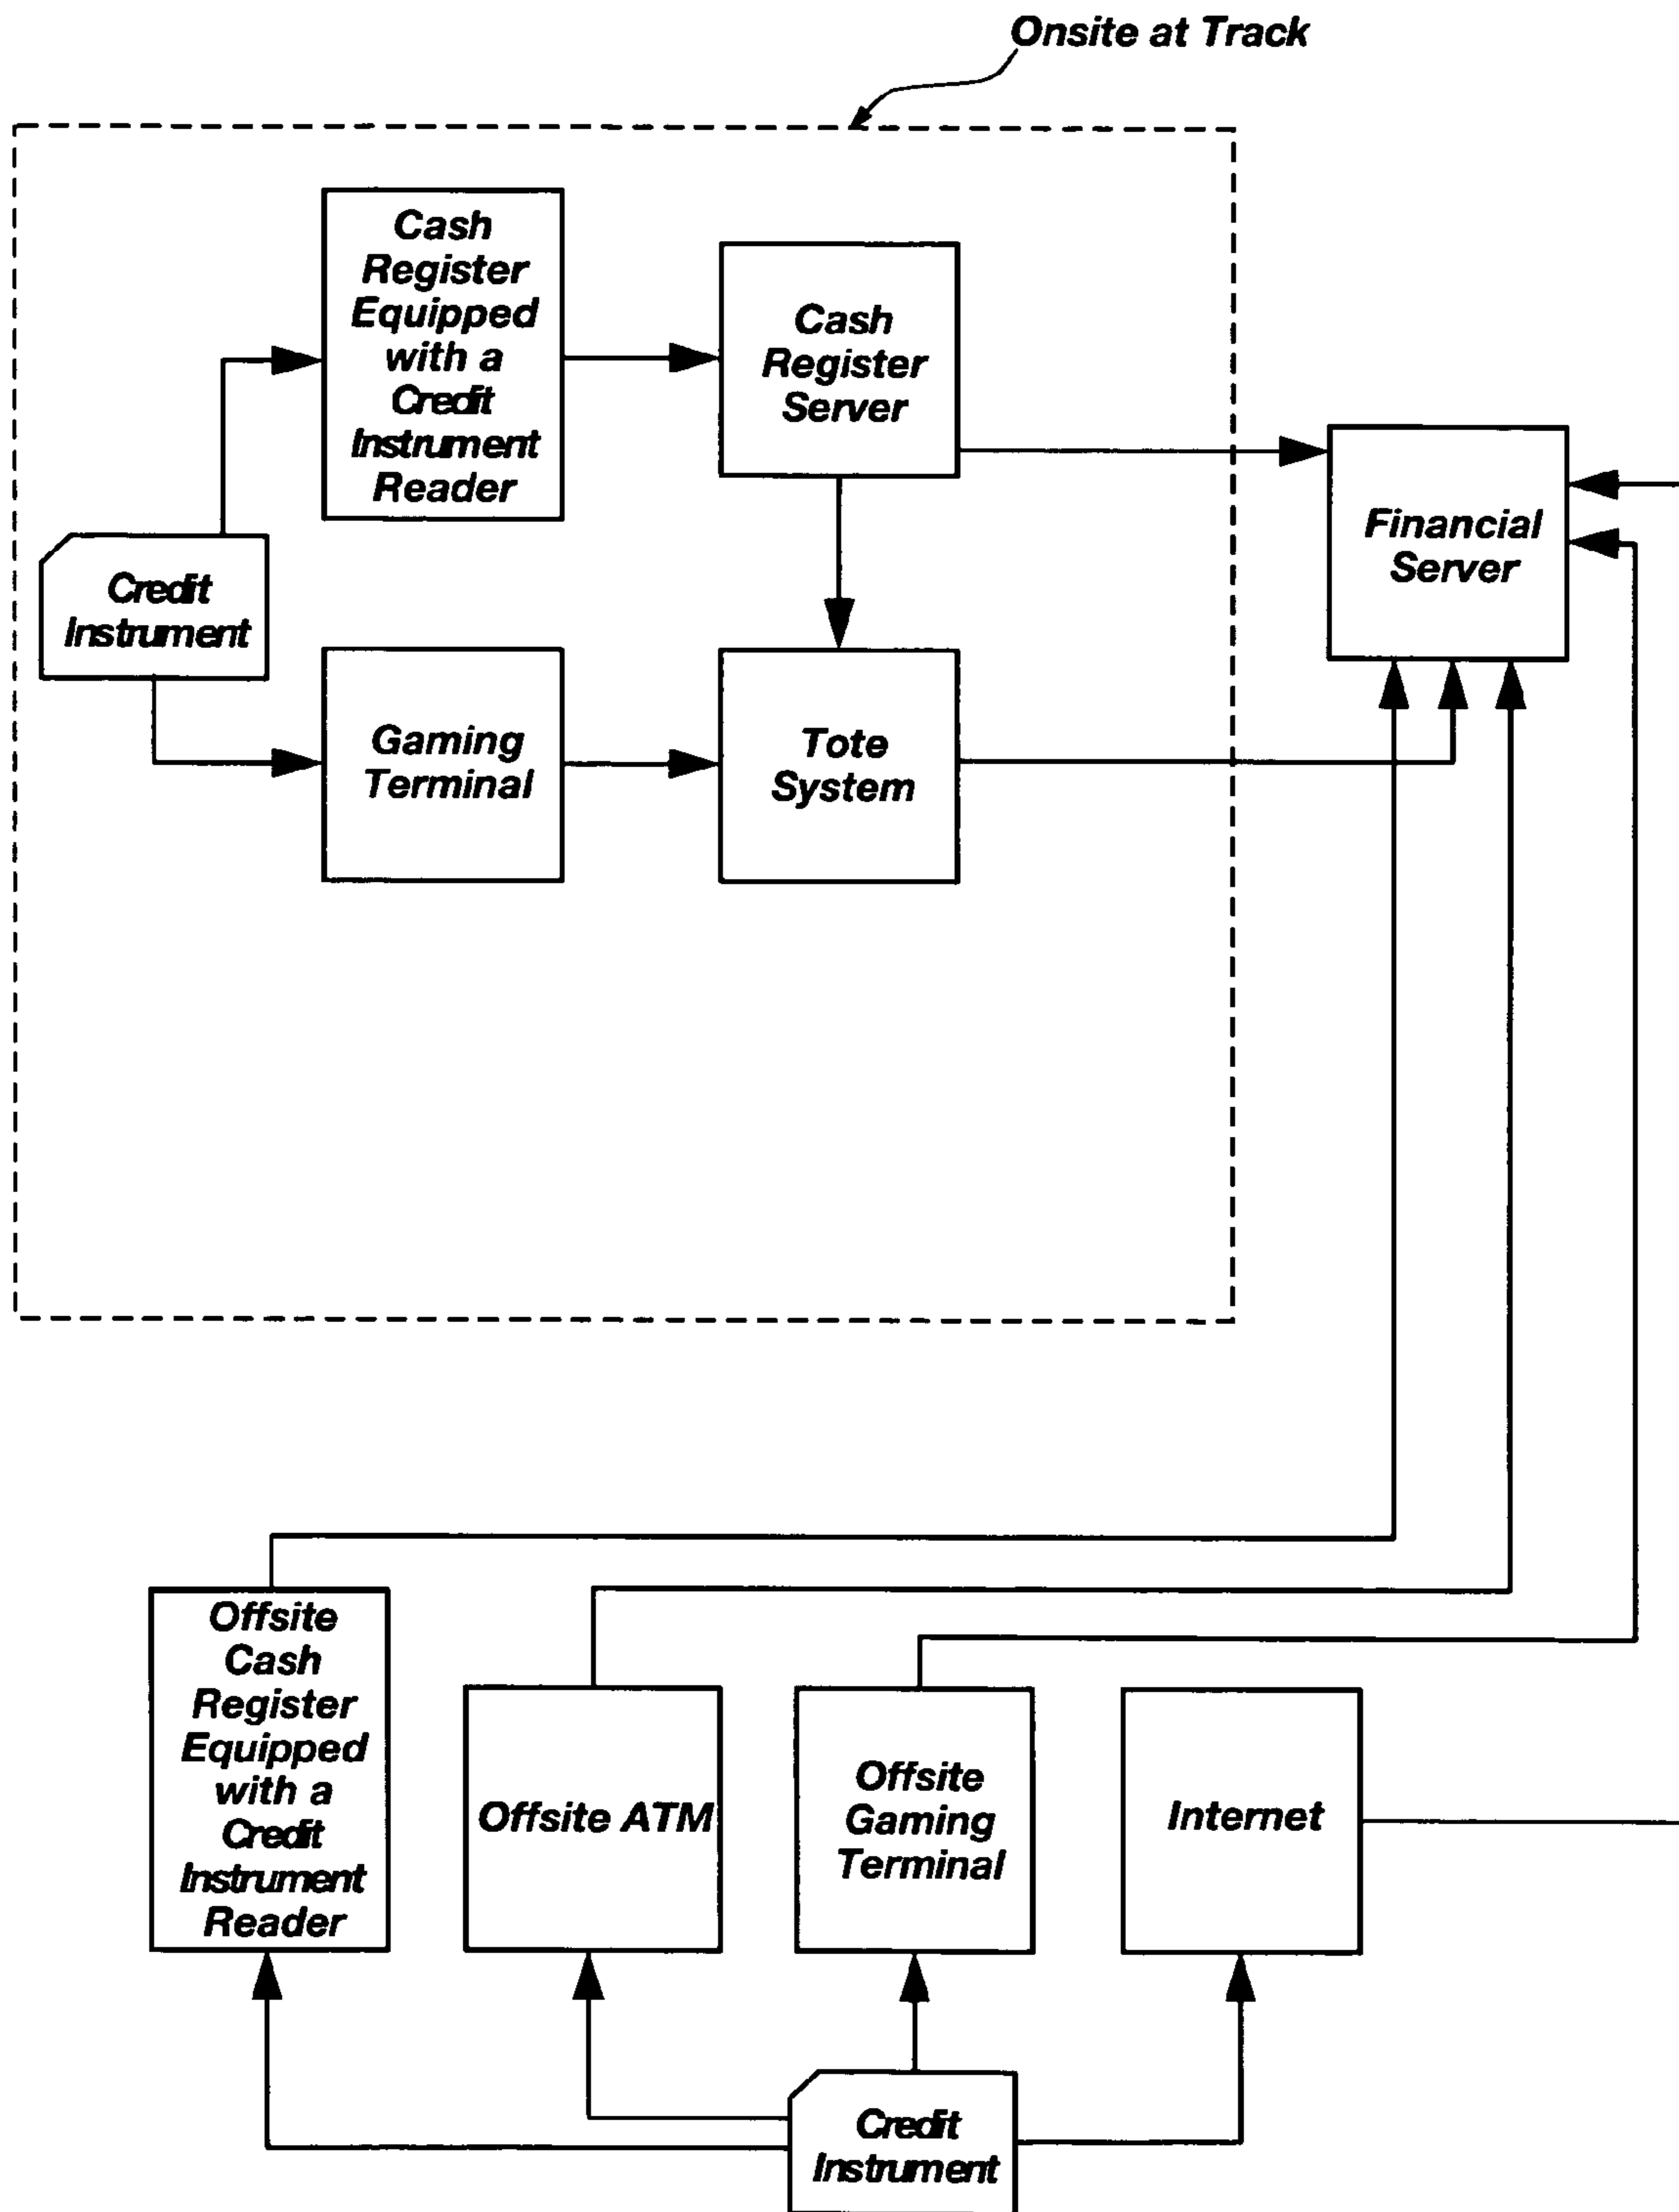 Onsite at Track
Cash
Register
Equipped
with a
Credit
Instrument
Reader
Cash
Register
Server
Financial
Server
Credit
Instrument
Gaming
Terminal
Tote
System
Offsite
Cash
Register
Equipped
with a
Credit
Instrument
Reader
Offsite ATM
Offsite
Gaming
Terminal
Internet
Credit
Instrument